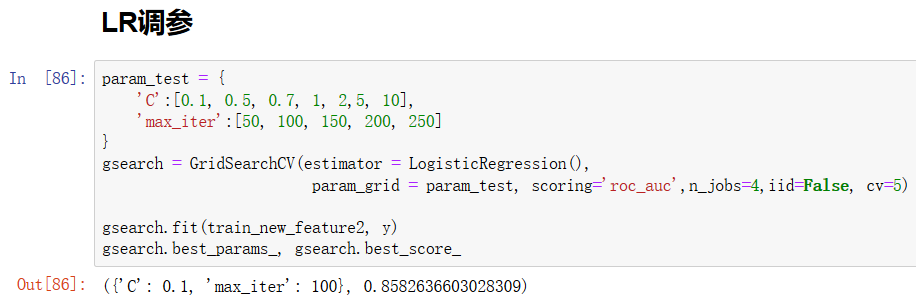 LR调参
In [86]:
param_test = {
    'C':[0.1, 0.5, 0.7, 1, 2,5, 10],
    'max_iter':[50, 100, 150, 200, 250]
}
gsearch = GridSearchCV(estimator = LogisticRegression(),
                       param_grid = param_test, scoring='roc_auc',n_jobs=4,iid=False, cv=5)
gsearch.fit(train_new_feature2, y)
gsearch.best_params_, gsearch.best_score_
Out[86]: ({'C': 0.1, 'max_iter': 100}, 0.8582636603028309)